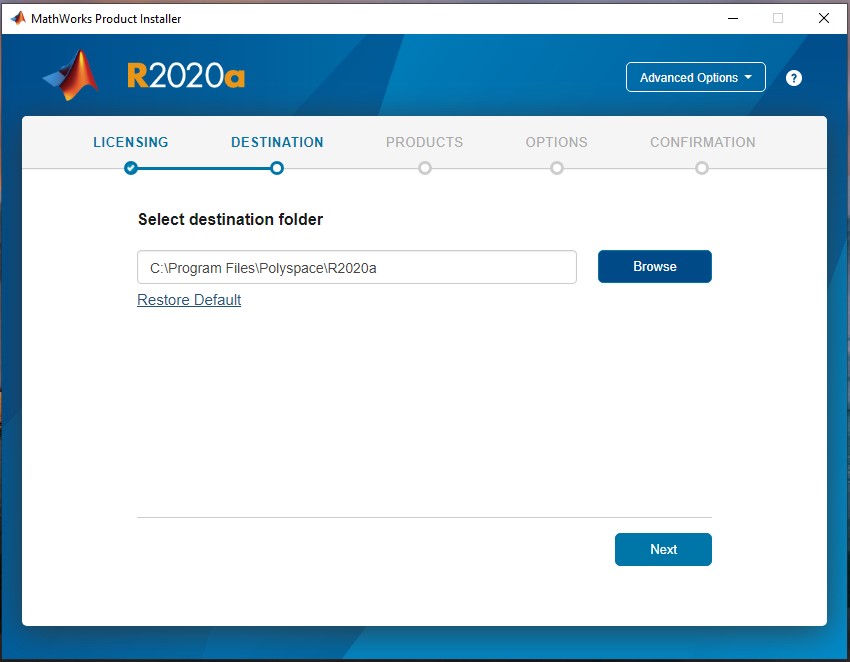 MathWorks Product Installer
R2020a
Advanced Options
?
LICENSING
DESTINATION
PRODUCTS
OPTIONS
CONFIRMATION
Select destination folder
C:\Program Files\Polyspace\R2020a
Browse
Restore Default
Next